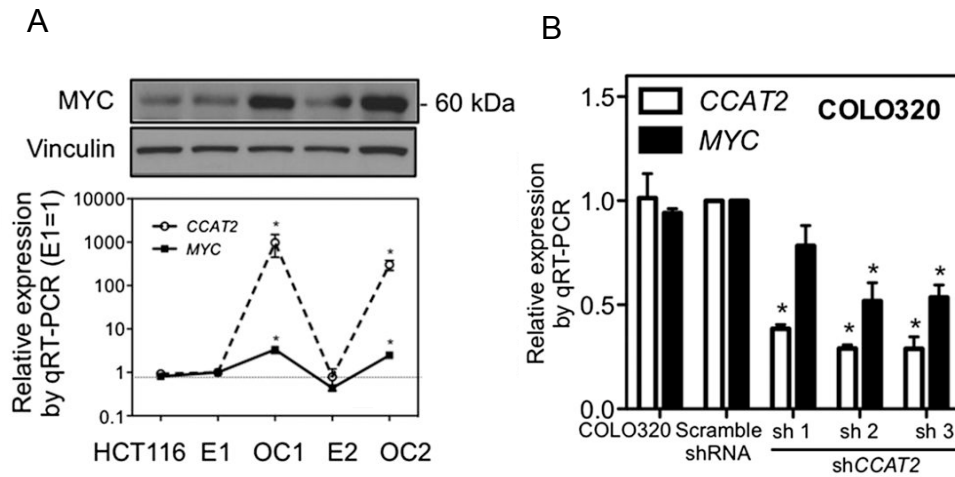 A
MYC
- 60 kDa
Vinculin
Relative expression
by qRT-PCR (E1=1)
10000
1000
100
10
1
0.1
CCAT2
MYC
*
*
*
*
HCT116 E1 OC1 E2 OC2
B
Relative expression
by qRT-PCR
1.5
1.0
0.5
0.0
CCAT2
MYC
COLO320
*
*
*
*
*
COLO320 Scramble sh 1 sh 2 sh 3
shRNA
shCCAT2